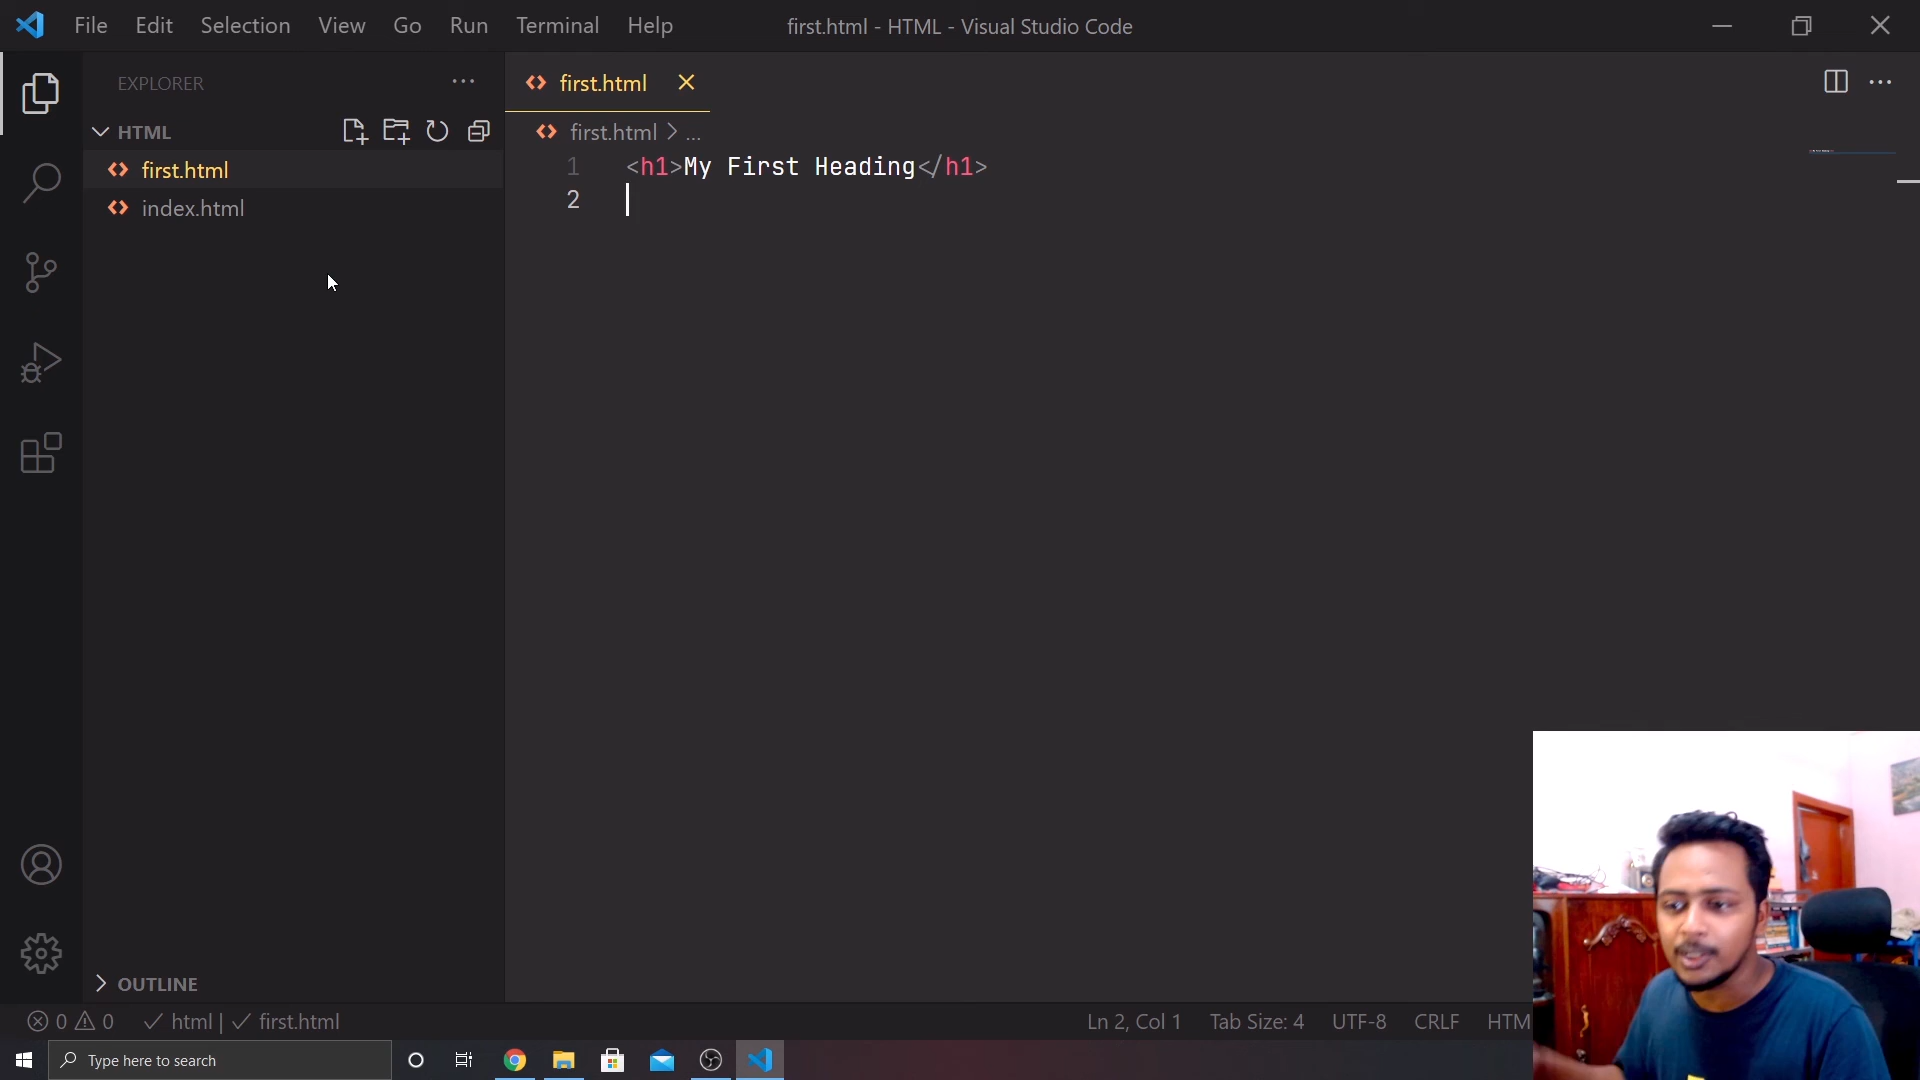 File Edit Selection View Go Run Terminal Help
first.html - HTML - Visual Studio Code
EXPLORER
HTML
first.html
index.html
OUTLINE
first.html
first.html > ...
1 <h1>My First Heading</h1>
2
0 0 html | first.html
Ln 2, Col 1 Tab Size: 4 UTF-8 CRLF HTM
Type here to search